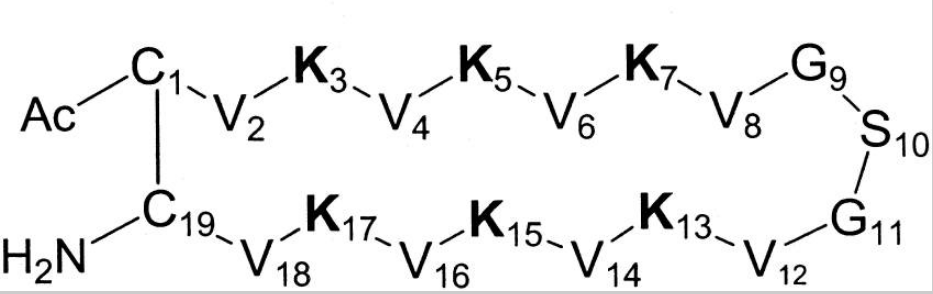 C₁ K₃ K₅ K₇ G₉
Ac V₂ V₄ V₆ V₈ S₁₀
C₁₉ K₁₇ K₁₅ K₁₃ G₁₁
H₂N V₁₈ V₁₆ V₁₄ V₁₂